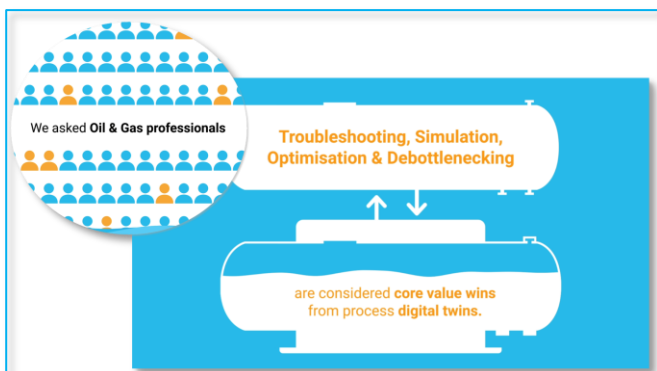 We asked Oil & Gas professionals
Troubleshooting, Simulation,
Optimisation & Debottlenecking
are considered core value wins
from process digital twins.